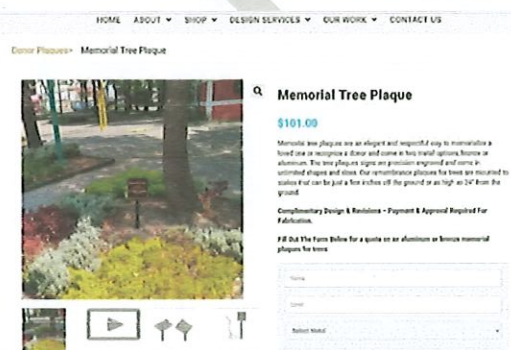 HOME ABOUT SHOP DESIGN SERVICES OUR WORK CONTACT US
Donor Plaques> Memorial Tree Plaque
Memorial Tree Plaque
$101.00
Memorial tree plaques are an elegant and respectful way to memorialize a
loved one or recognize a donor and come in two metal options, bronze or
aluminum. The tree plaques signs are precision engraved and come in
unlimited shapes and sizes. Our remembrance plaques for trees are mounted to
stakes that can be just a few inches off the ground or as high as 24" from the
ground.
Complimentary Design & Revisions – Payment & Approval Required For
Fabrication.
Fill Out The Form Below for a quote on an aluminum or bronze memorial
plaques for trees
Name
Email
Select Metal